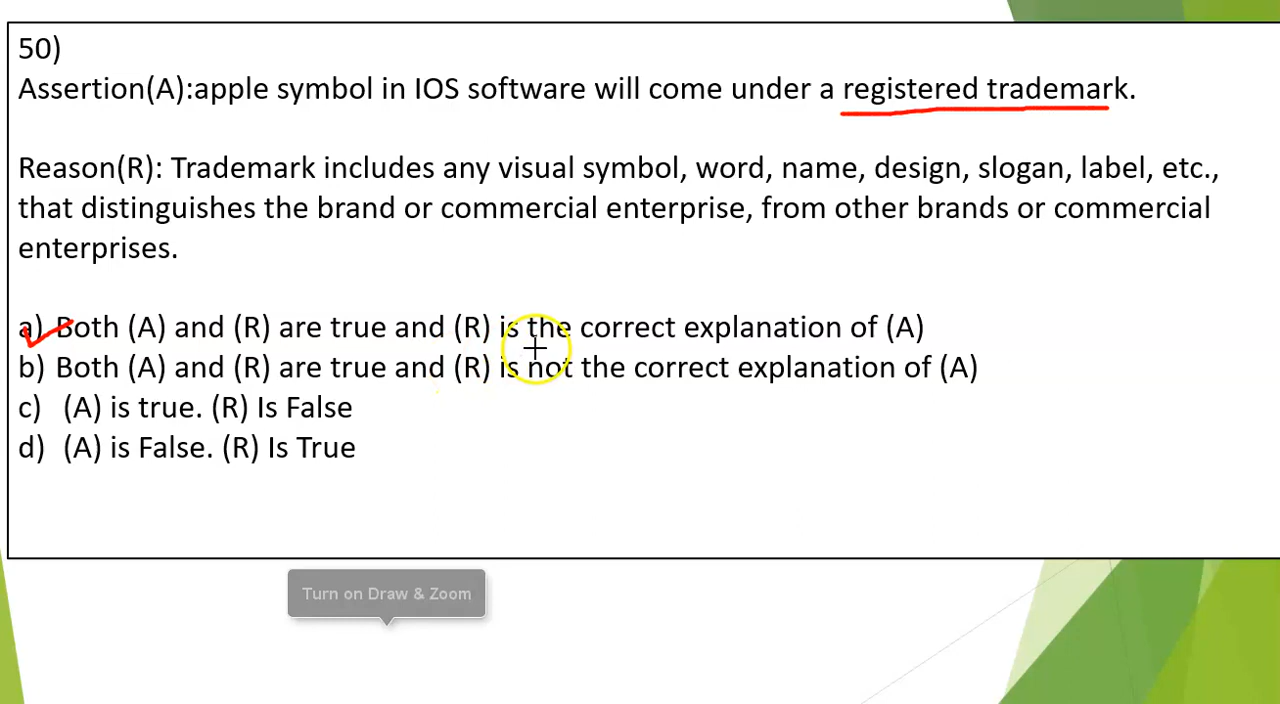 50)
Assertion(A):apple symbol in IOS software will come under a registered trademark.
Reason(R): Trademark includes any visual symbol, word, name, design, slogan, label, etc.,
that distinguishes the brand or commercial enterprise, from other brands or commercial
enterprises.
a) Both (A) and (R) are true and (R) is the correct explanation of (A)
b) Both (A) and (R) are true and (R) is not the correct explanation of (A)
c) (A) is true. (R) Is False
d) (A) is False. (R) Is True
Turn on Draw & Zoom